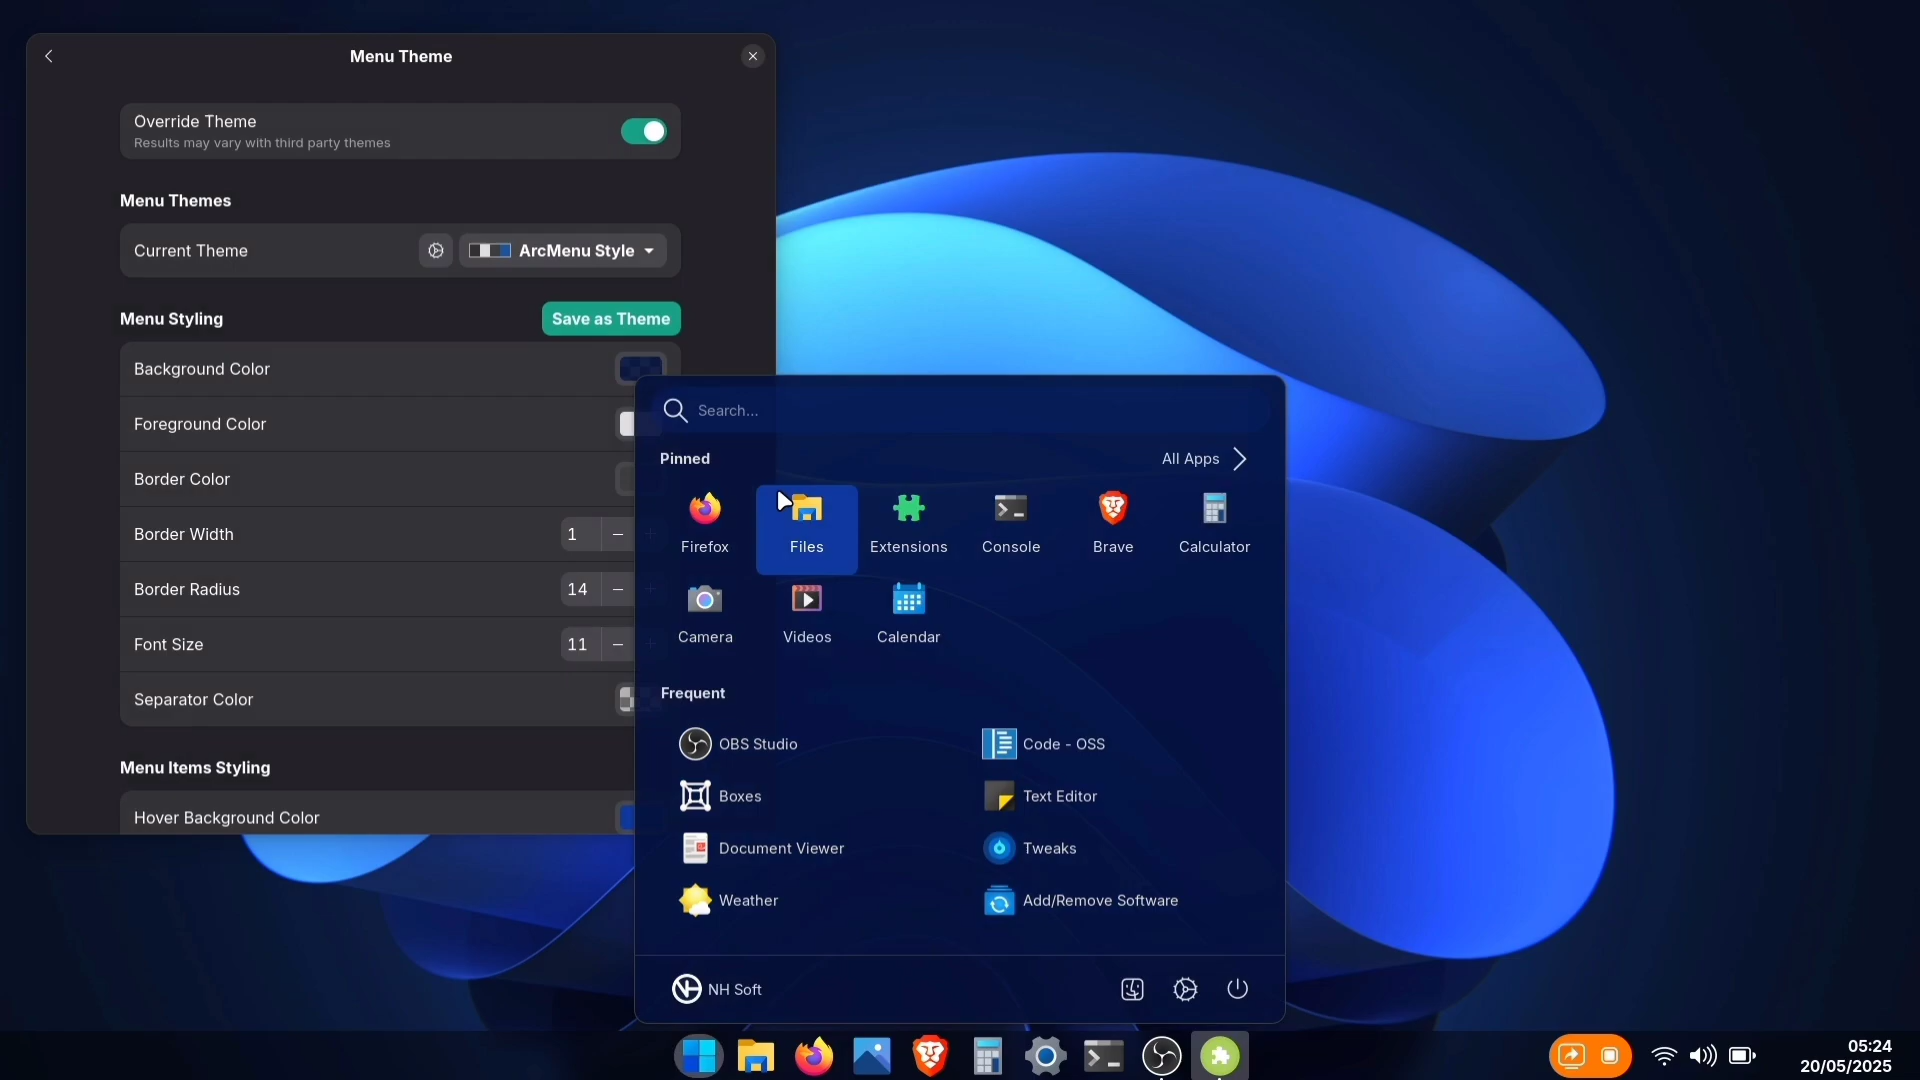 Menu Theme
Override Theme
Results may vary with third party themes
Menu Themes
Current Theme
ArcMenu Style
Menu Styling
Save as Theme
Background Color
Foreground Color
Border Color
Border Width
1
Border Radius
14
Font Size
11
Separator Color
Menu Items Styling
Hover Background Color
Search...
Pinned
All Apps
Firefox
Files
Extensions
Console
Brave
Calculator
Camera
Videos
Calendar
Frequent
OBS Studio
Code - OSS
Boxes
Text Editor
Document Viewer
Tweaks
Weather
Add/Remove Software
NH Soft
05:24
20/05/2025